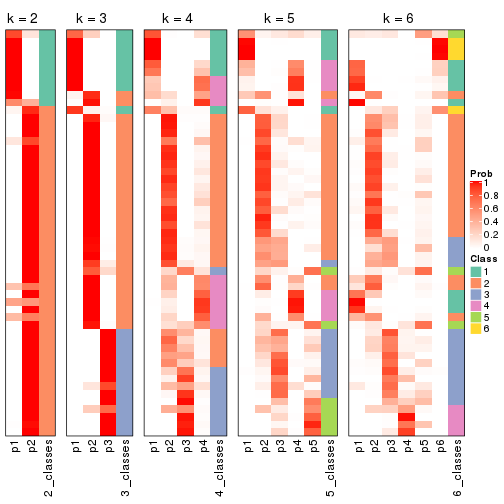 k = 2
k = 3
k = 4
k = 5
k = 6
p1
p2
2_classes
p1
p2
p3
3_classes
p1
p2
p3
p4
4_classes
p1
p2
p3
p4
p5
5_classes
p1
p2
p3
p4
p5
p6
6_classes
Prob
1
0.8
0.6
0.4
0.2
0
Class
1
2
3
4
5
6